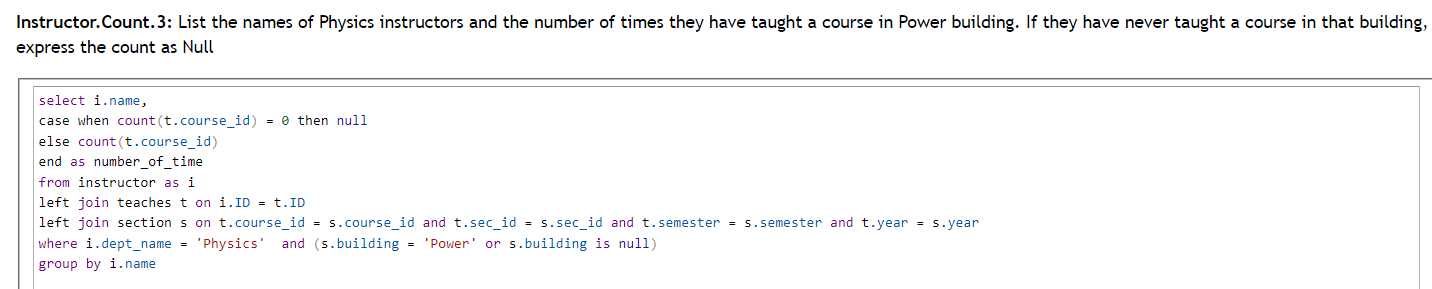 Instructor.Count.3: List the names of Physics instructors and the number of times they have taught a course in Power building. If they have never taught a course in that building,
express the count as Null
select i.name,
case when count(t.course_id) = 0 then null
else count(t.course_id)
end as number_of_time
from instructor as i
left join teaches t on i.ID = t.ID
left join section s on t.course_id = s.course_id and t.sec_id = s.sec_id and t.semester = s.semester and t.year = s.year
where i.dept_name = 'Physics'  and (s.building = 'Power' or s.building is null)
group by i.name